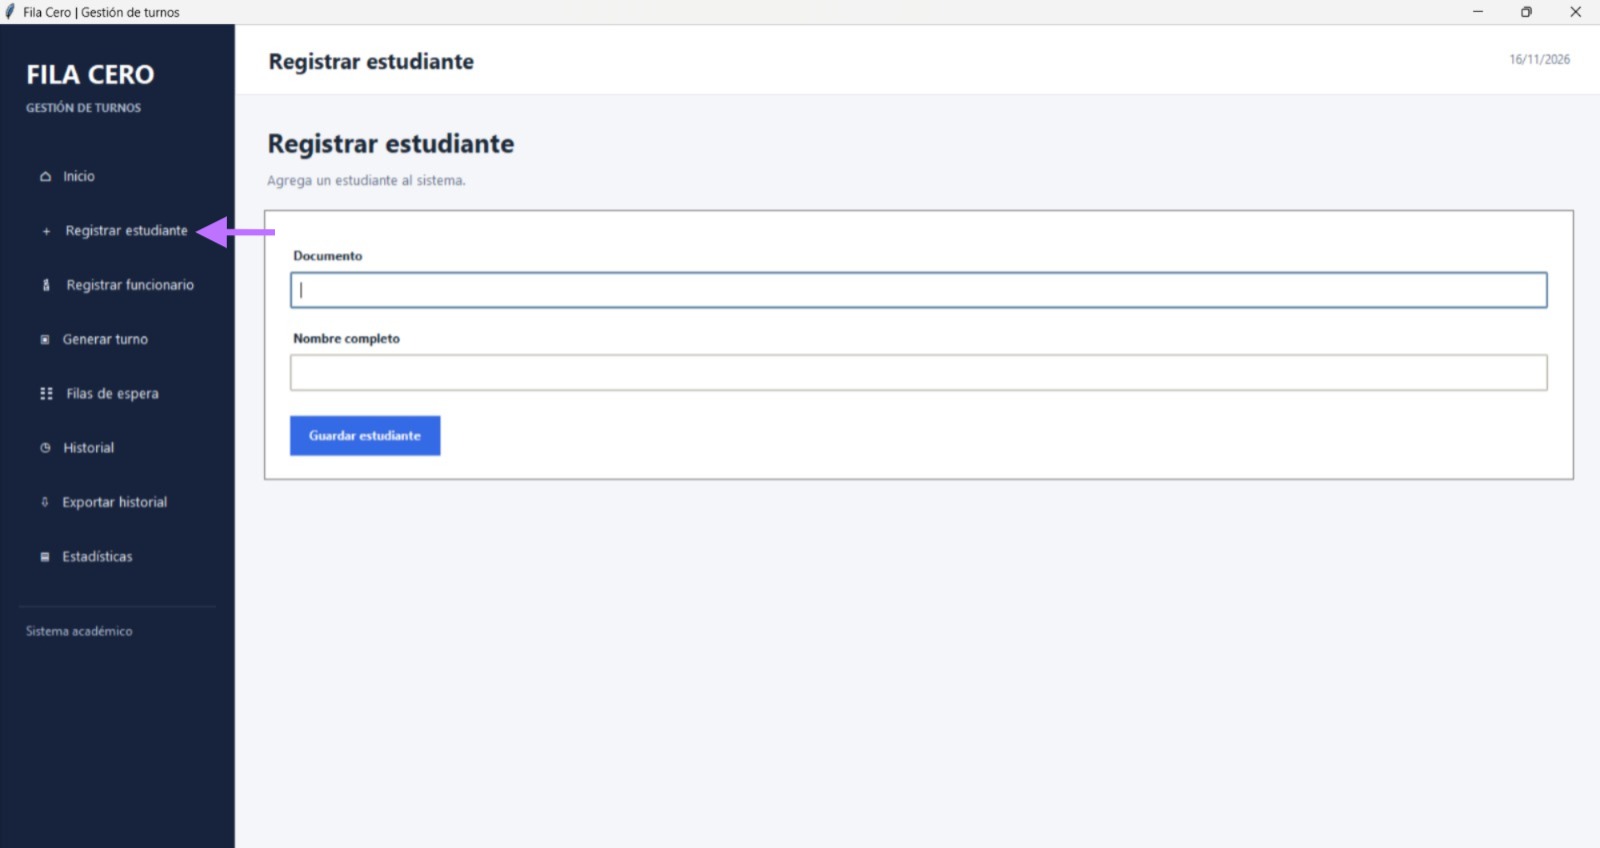 Fila Cero | Gestión de turnos
FILA CERO
GESTIÓN DE TURNOS
Inicio
+ Registrar estudiante
Registrar funcionario
Generar turno
Filas de espera
Historial
Exportar historial
Estadísticas
Sistema académico
Registrar estudiante
16/11/2026
Registrar estudiante
Agrega un estudiante al sistema.
Documento
Nombre completo
Guardar estudiante